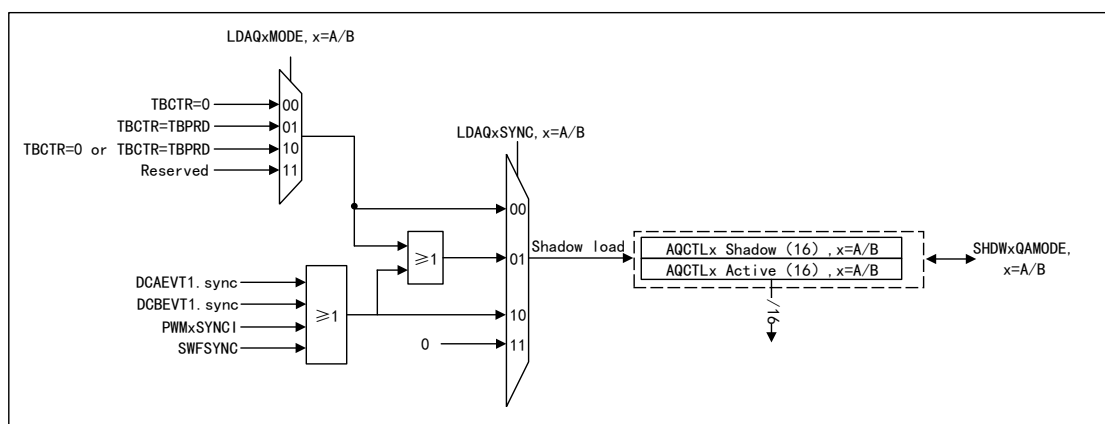 LDAQxMODE, x=A/B
TBCTR=0
00
TBCTR=TBPRD
01
TBCTR=0 or TBCTR=TBPRD
10
Reserved
11
LDAQxSYNC, x=A/B
00
≥1
01
Shadow load
AQCTLx Shadow (16), x=A/B
AQCTLx Active (16), x=A/B
SHDWxQAMODE,
x=A/B
DCAEVT1.sync
DCBEVT1.sync
PWMxSYNCI
SWFSYNC
≥1
10
0
11
/16